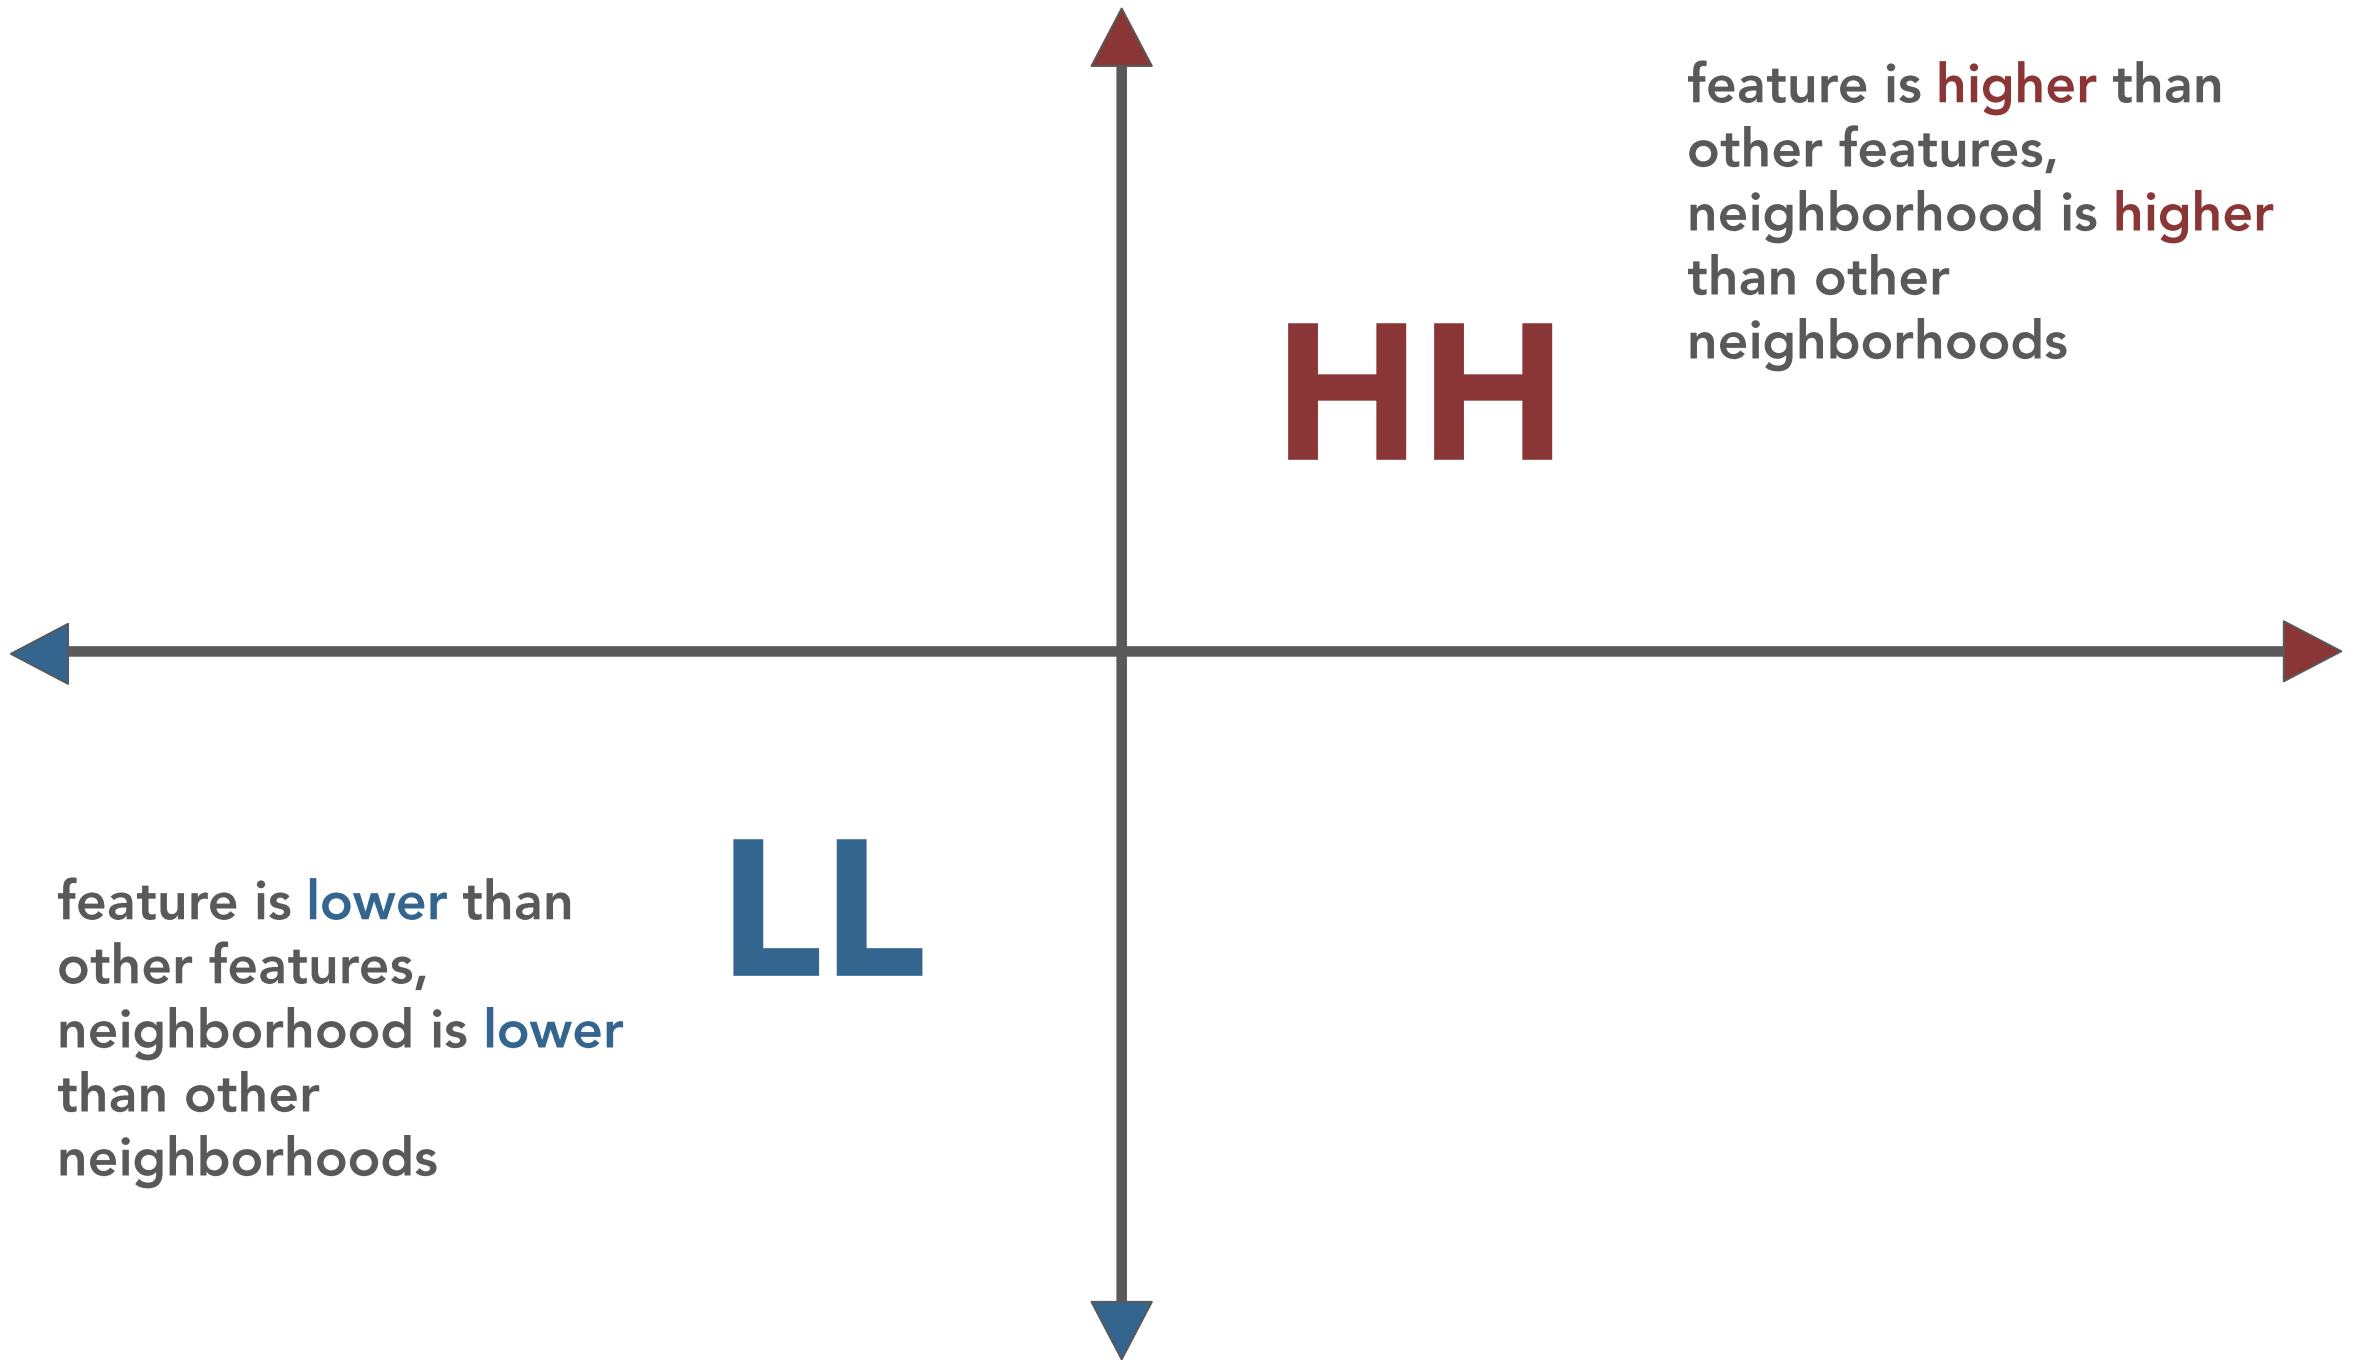 feature is higher than
other features,
neighborhood is higher
than other
neighborhoods
HH
LL
feature is lower than
other features,
neighborhood is lower
than other
neighborhoods